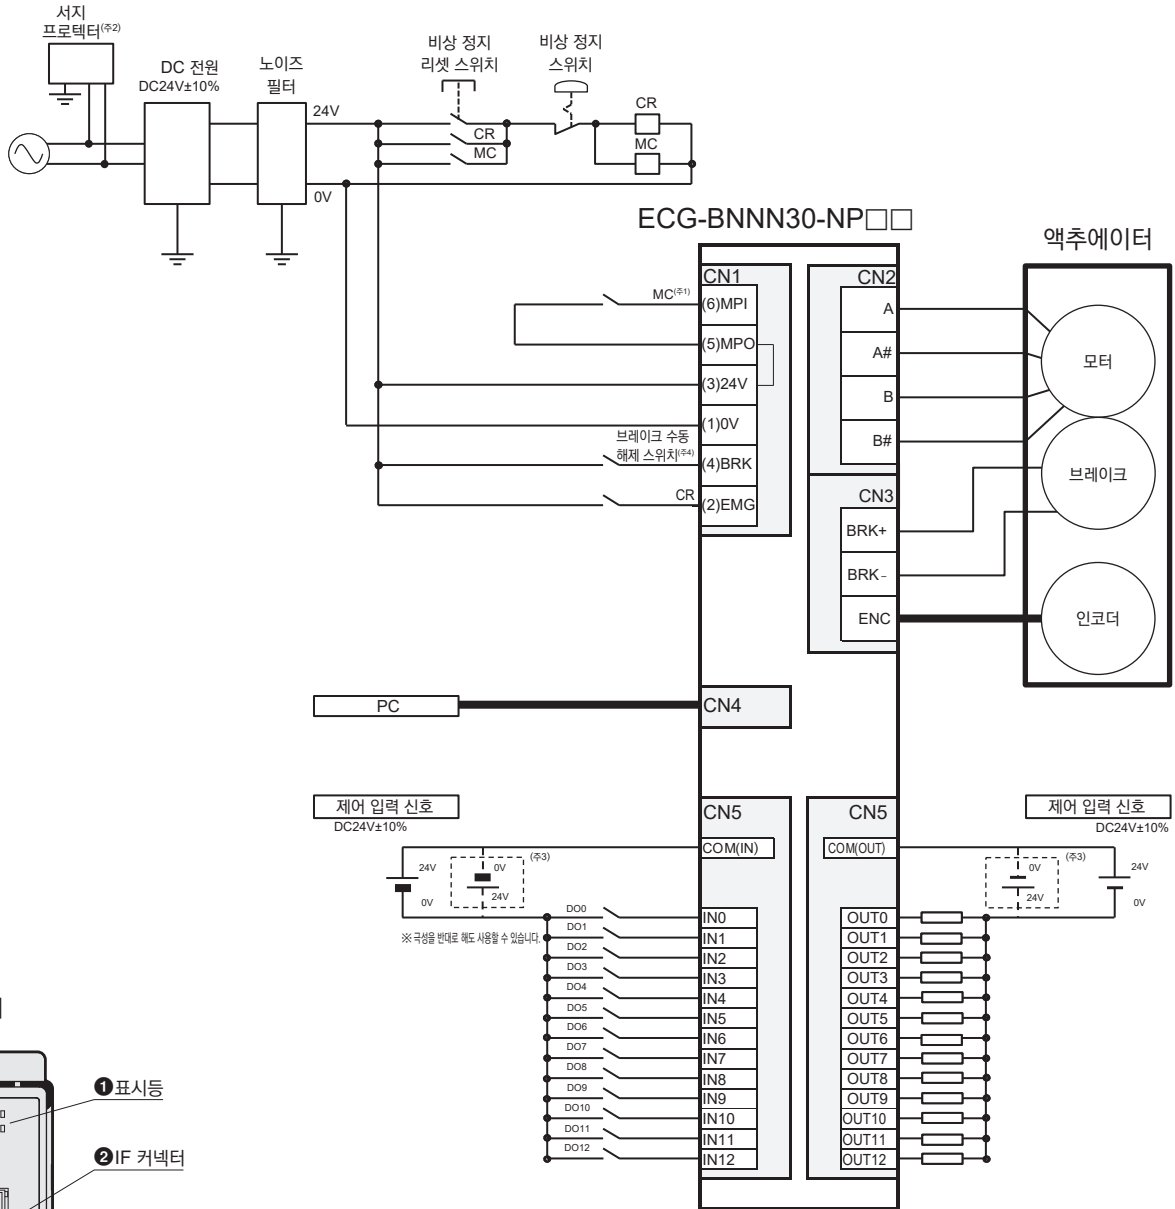 서지
프로텍터(주2)
DC 전원
DC24V±10%
노이즈
필터
24V
0V
비상 정지
리셋 스위치
비상 정지
스위치
CR
MC
CR
MC
ECG-BNNN30-NP□□
액추에이터
CN1
MC(주1)
(6)MPI
(5)MPO
(3)24V
(1)0V
브레이크 수동
해제 스위치(주4)
(4)BRK
CR
(2)EMG
CN2
A
A#
B
B#
CN3
BRK+
BRK-
ENC
모터
브레이크
인코더
PC
CN4
제어 입력 신호
DC24V±10%
CN5
COM(IN)
24V
0V
0V
24V
(주3)
※ 극성을 반대로 해도 사용할 수 있습니다.
DO0
IN0
DO1
IN1
DO2
IN2
DO3
IN3
DO4
IN4
DO5
IN5
DO6
IN6
DO7
IN7
DO8
IN8
DO9
IN9
DO10
IN10
DO11
IN11
DO12
IN12
CN5
COM(OUT)
제어 입력 신호
DC24V±10%
0V
24V
(주3)
24V
0V
OUT0
OUT1
OUT2
OUT3
OUT4
OUT5
OUT6
OUT7
OUT8
OUT9
OUT10
OUT11
OUT12
❶표시등
❷IF 커넥터